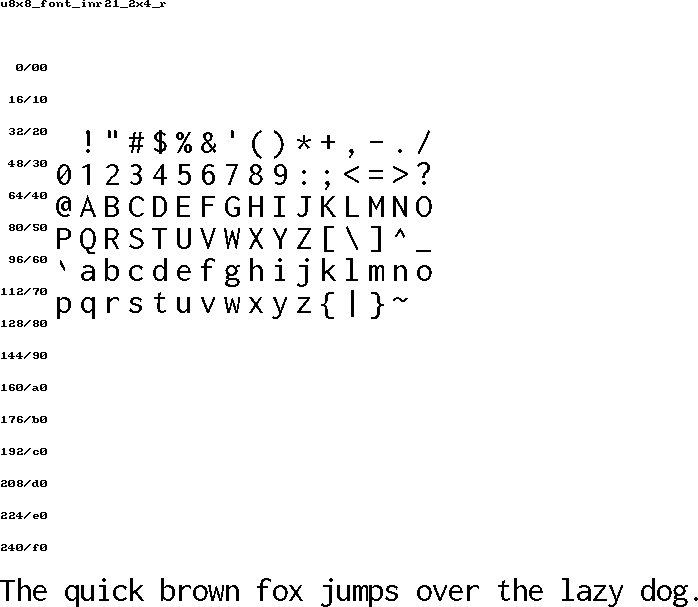 u8x8_font_inr21_2x4_r
0/00
16/10
32/20 ! " # $ % & ' ( ) * + , - . /
48/30 0 1 2 3 4 5 6 7 8 9 : ; < = > ?
64/40 @ A B C D E F G H I J K L M N O
80/50 P Q R S T U V W X Y Z [ \ ] ^ _
96/60 ` a b c d e f g h i j k l m n o
112/70 p q r s t u v w x y z { | } ~
128/80
144/90
160/a0
176/b0
192/c0
208/d0
224/e0
240/f0
The quick brown fox jumps over the lazy dog.